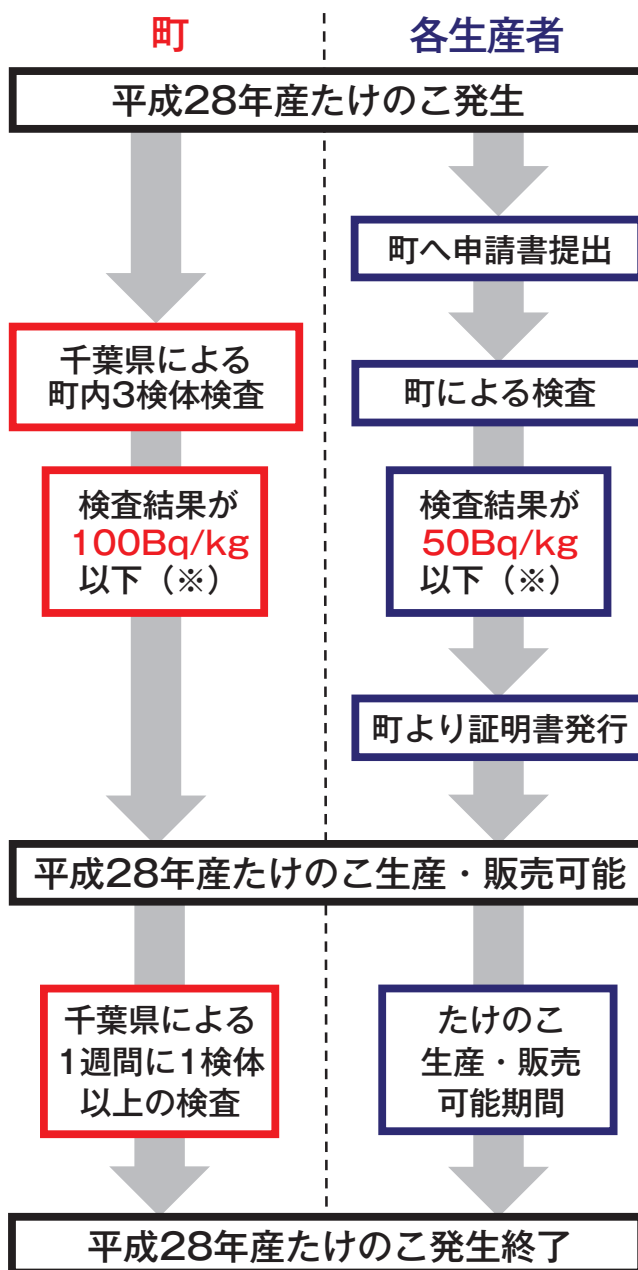 町
各生産者
平成28年産たけのこ発生
町へ申請書提出
千葉県による
町内3検体検査
町による検査
検査結果が
100Bq/kg
以下（※）
検査結果が
50Bq/kg
以下（※）
町より証明書発行
平成28年産たけのこ生産・販売可能
千葉県による
1週間に1検体
以上の検査
たけのこ
生産・販売
可能期間
平成28年産たけのこ発生終了